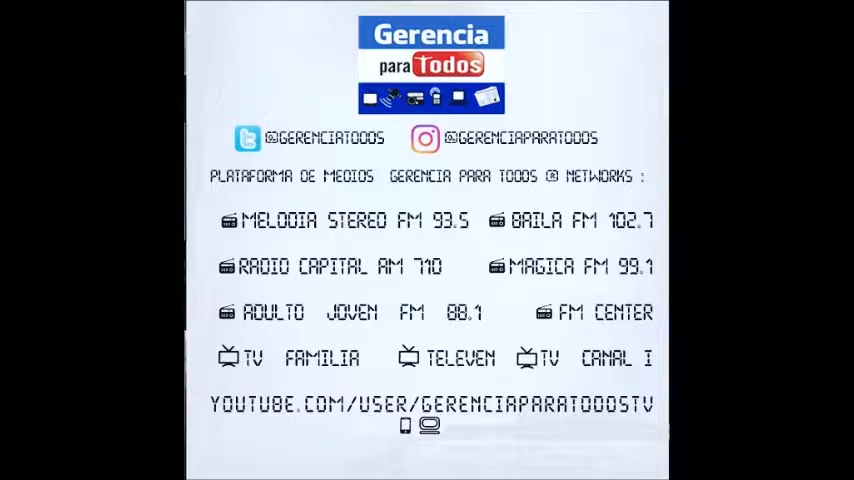 Gerencia
para Todos
@GERENCIATODOS @GERENCIAPARATODOS
PLATAFORMA DE MEDIOS GERENCIA PARA TODOS ® NETWORKS :
MELODIA STEREO FM 93.5 BAILA FM 102.7
RADIO CAPITAL AM 710 MAGICA FM 99.1
ADULTO JOVEN FM 88.1 FM CENTER
TV FAMILIA TELEVEN TV CANAL I
YOUTUBE.COM/USER/GERENCIAPARATODOSTV